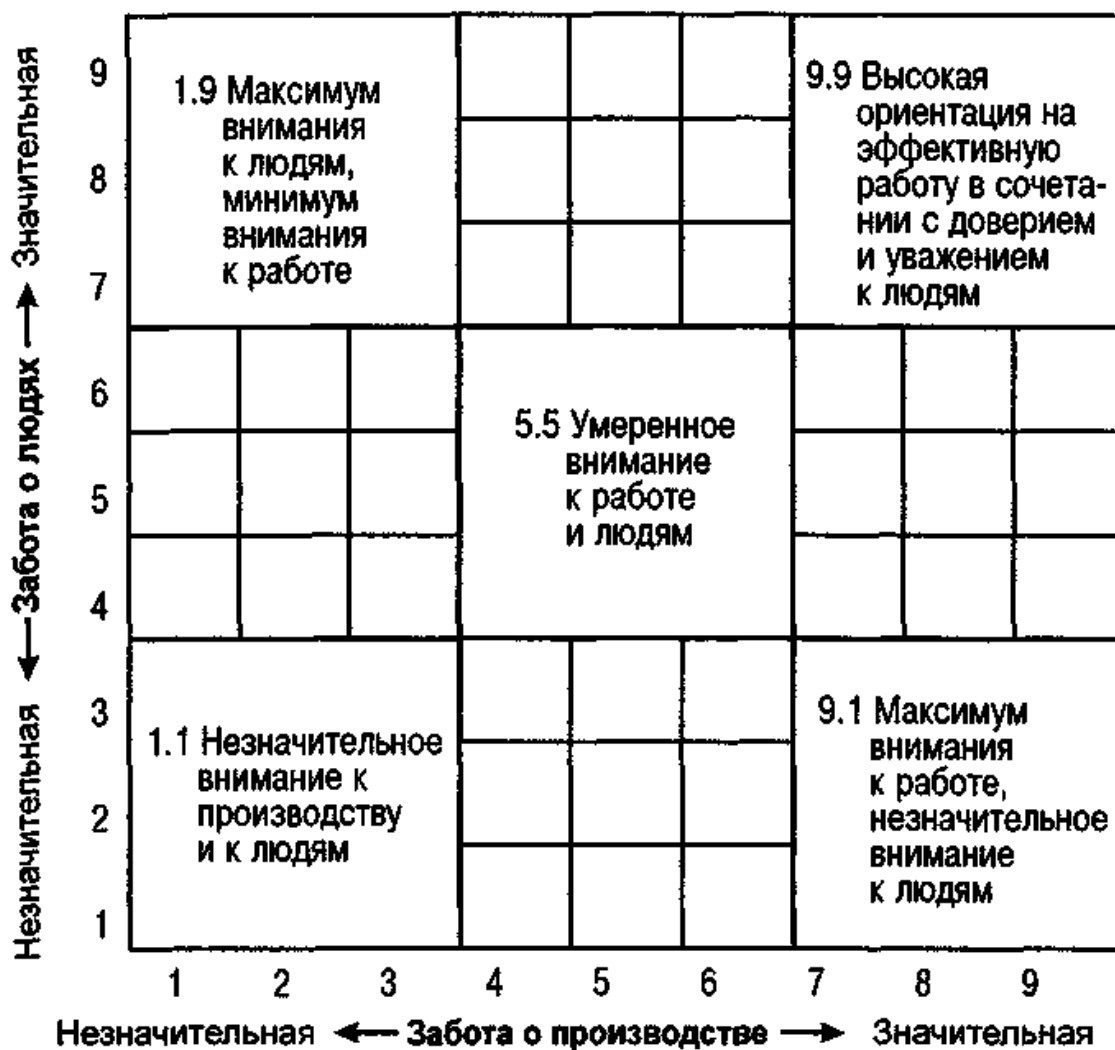 9
8
7
6
5
4
3
2
1
Незначительная ← Забота о людях → Значительная
1.9 Максимум
внимания
к людям,
минимум
внимания
к работе
9.9 Высокая
ориентация на
эффективную
работу в сочета-
нии с доверием
и уважением
к людям
5.5 Умеренное
внимание
к работе
и людям
1.1 Незначительное
внимание к
производству
и к людям
9.1 Максимум
внимания
к работе,
незначительное
внимание
к людям
1 2 3 4 5 6 7 8 9
Незначительная ← Забота о производстве → Значительная